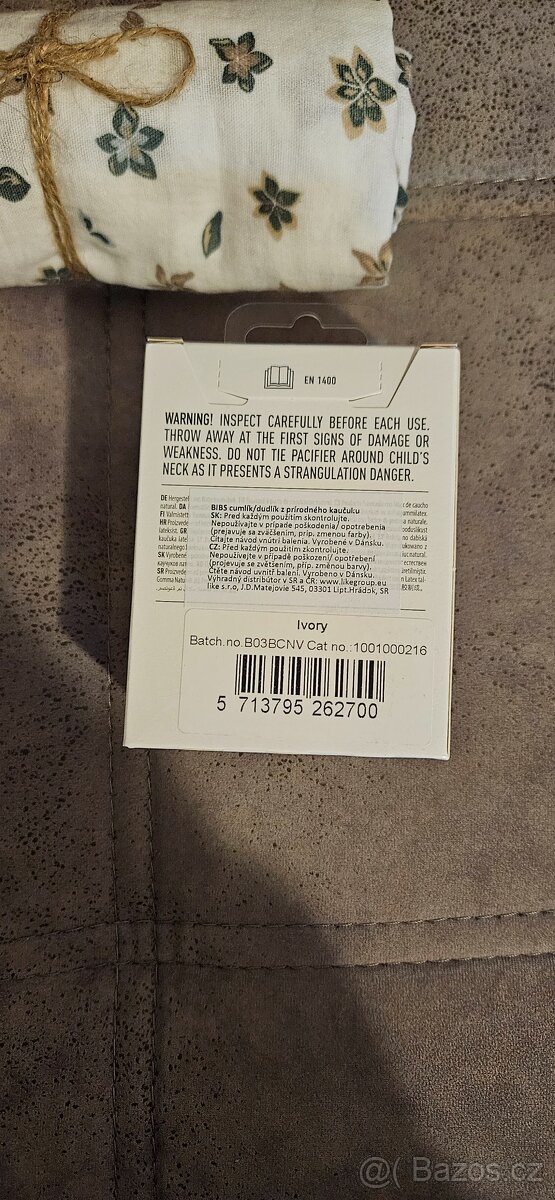 EN 1400
WARNING! INSPECT CAREFULLY BEFORE EACH USE.
THROW AWAY AT THE FIRST SIGNS OF DAMAGE OR
WEAKNESS. DO NOT TIE PACIFIER AROUND CHILD'S
NECK AS IT PRESENTS A STRANGULATION DANGER.
BIBS cumlík/dudlík z prírodného kaučuku
SK: Pred každým použitím skontrolujte.
Nepoužívajte v prípade poškodenia/ opotrebenia
(prejavuje sa zväčšením, príp. zmenou farby).
Čítajte návod vnútri balenia. Vyrobené v Dánsku.
CZ: Před každým použitím zkontrolujte.
Nepoužívejte v případě poškození/ opotřebení
(projevuje se zvětšením, příp. změnou barvy).
Čtěte návod uvnitř balení. Vyrobeno v Dánsku.
Výhradný distribútor v SR a ČR: www.likegroup.eu
like s.r.o, J.D.Matejovie 545, 03301 Lipt.Hrádok, SR
Ivory
Batch.no.B03BCNV Cat no.:1001000216
5 713795 262700
@( Bazos.cz